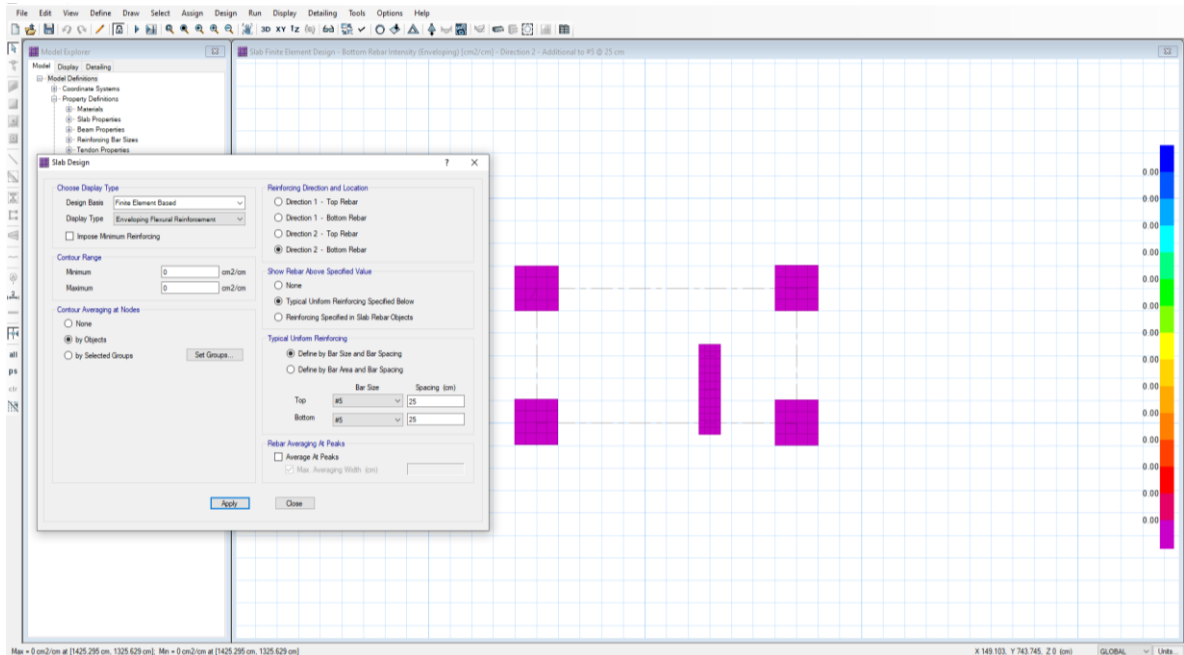 File Edit View Define Draw Select Assign Design Run Display Detailing Tools Options Help
3D XY
Model Explorer
Slab Finite Element Design - Bottom Rebar Intensity (Enveloping) [cm2/cm] - Direction 2 - Additional to #5 @ 25 cm
Model Display Detailing
Model Definitions
Coordinate Systems
Property Definitions
Materials
Slab Properties
Beam Properties
Reinforcing Bar Sizes
Tendon Properties
all
ps
clr
Slab Design ? X
Choose Display Type
Design Basis Finite Element Based
Display Type Enveloping Flexural Reinforcement
Impose Minimum Reinforcing
Contour Range
Minimum 0 cm2/cm
Maximum 0 cm2/cm
Contour Averaging at Nodes
None
by Objects
by Selected Groups Set Groups...
Reinforcing Direction and Location
Direction 1 - Top Rebar
Direction 1 - Bottom Rebar
Direction 2 - Top Rebar
Direction 2 - Bottom Rebar
Show Rebar Above Specified Value
None
Typical Uniform Reinforcing Specified Below
Reinforcing Specified in Slab Rebar Objects
Typical Uniform Reinforcing
Define by Bar Size and Bar Spacing
Define by Bar Area and Bar Spacing
Bar Size Spacing (cm)
Top #5 25
Bottom #5 25
Rebar Averaging At Peaks
Average At Peaks
Max. Averaging Width (cm)
Apply Close
0.00
0.00
0.00
0.00
0.00
0.00
0.00
0.00
0.00
0.00
0.00
0.00
0.00
0.00
Max = 0 cm2/cm at [1425.295 cm, 1325.629 cm]; Min = 0 cm2/cm at [1425.295 cm, 1325.629 cm]
X 149.103, Y 743.745, Z 0 (cm) GLOBAL Units...